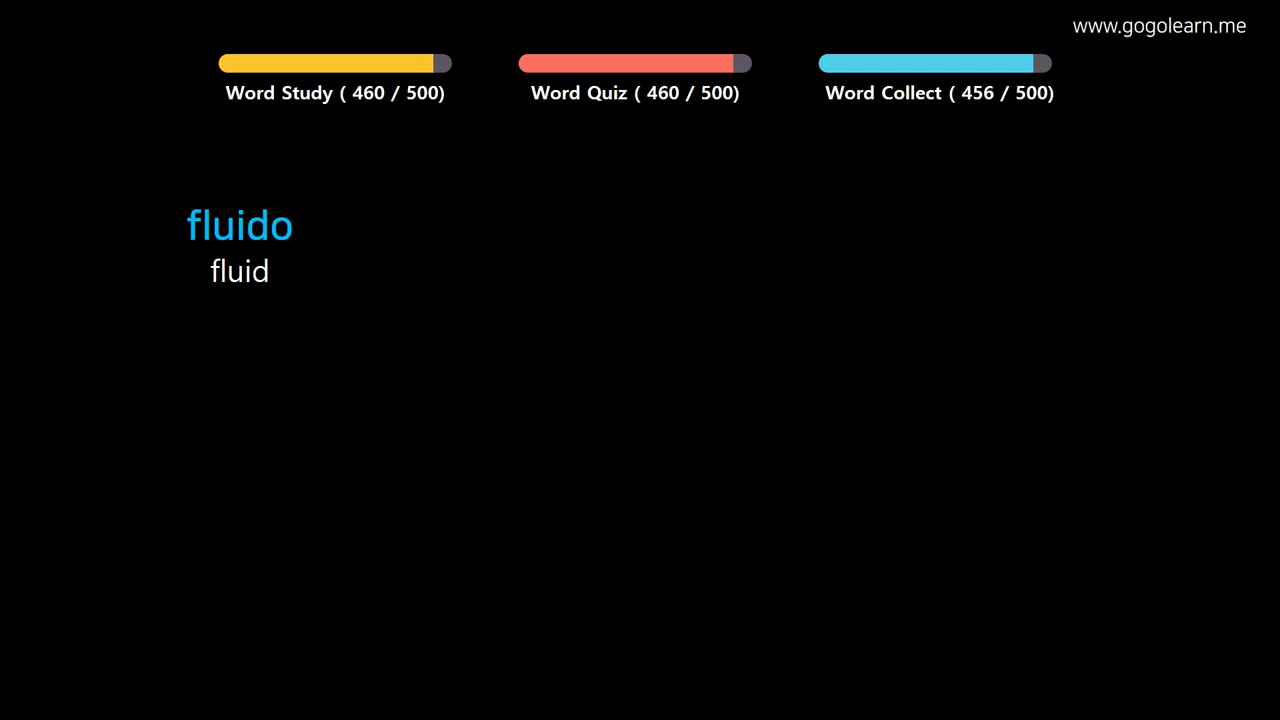 www.gogolearn.me
Word Study ( 460 / 500)
Word Quiz ( 460 / 500)
Word Collect ( 456 / 500)
fluido
fluid